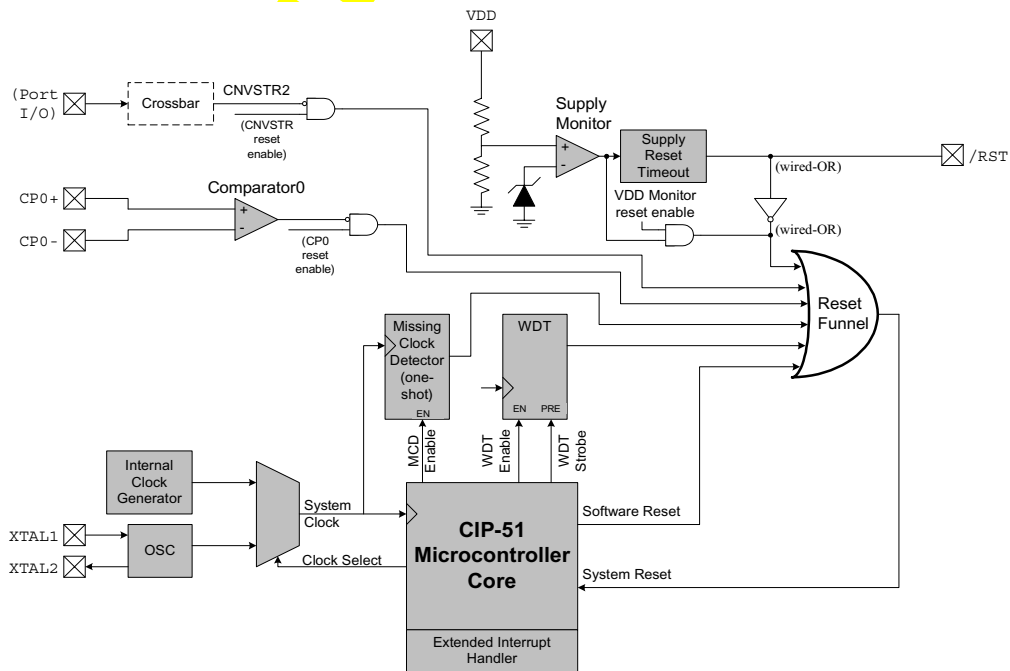 VDD
(Port
I/O)
Crossbar
CNVSTR2
(CNVSTR
reset
enable)
Supply
Monitor
+
-
Supply
Reset
Timeout
/RST
(wired-OR)
VDD Monitor
reset enable
(wired-OR)
CP0+
CP0-
Comparator0
+
-
(CP0
reset
enable)
Reset
Funnel
Missing
Clock
Detector
(one-
shot)
EN
WDT
EN
PRE
MCD
Enable
WDT
Enable
WDT
Strobe
Internal
Clock
Generator
System
Clock
XTAL1
XTAL2
OSC
Clock Select
CIP-51
Microcontroller
Core
Software Reset
System Reset
Extended Interrupt
Handler